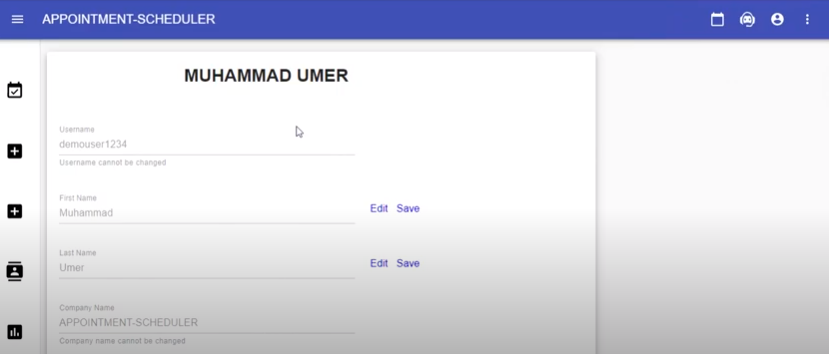 APPOINTMENT-SCHEDULER
MUHAMMAD UMER
Username
demouser1234
Username cannot be changed
First Name
Muhammad
Edit Save
Last Name
Umer
Edit Save
Company Name
APPOINTMENT-SCHEDULER
Company name cannot be changed